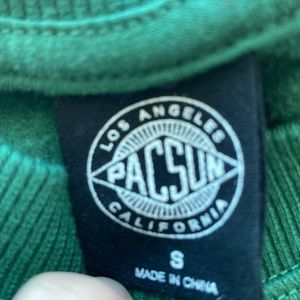 LOS ANGELES
PACSUN
CALIFORNIA
S
MADE IN CHINA